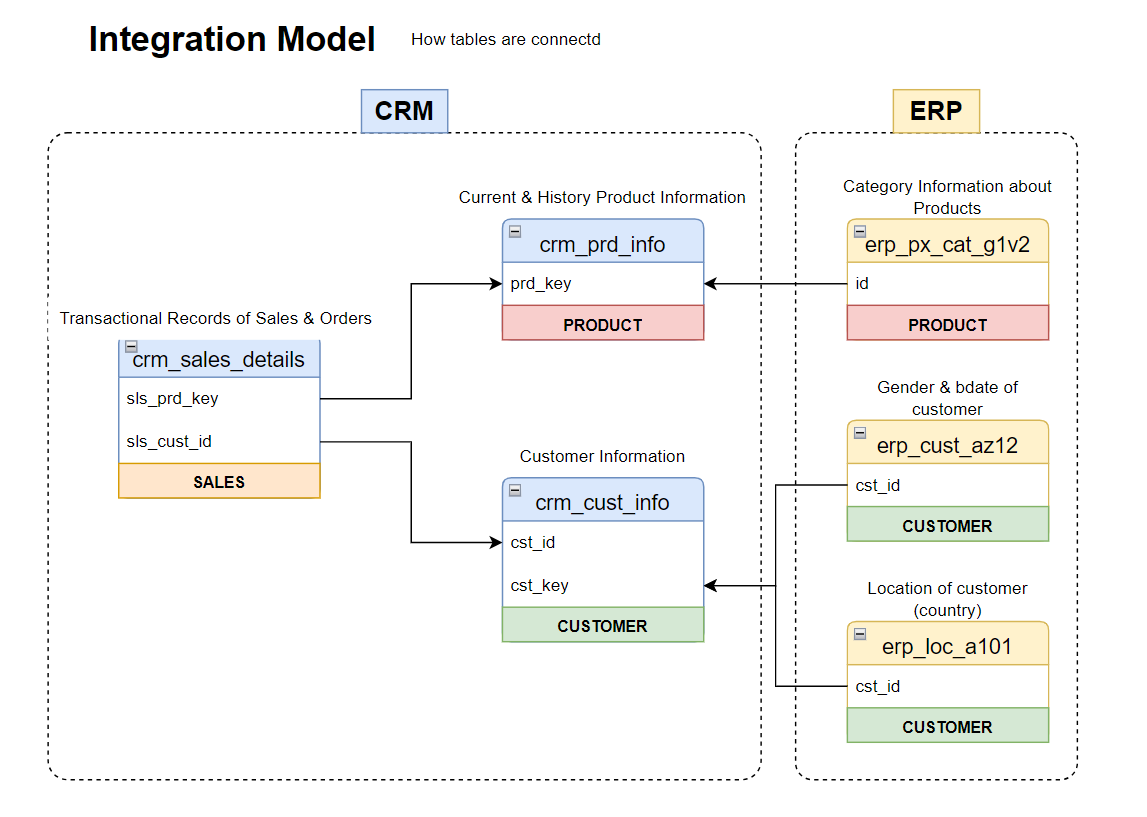 Integration Model
How tables are connectd
CRM
ERP
Current & History Product Information
crm_prd_info
prd_key
PRODUCT
Category Information about
Products
erp_px_cat_g1v2
id
PRODUCT
Transactional Records of Sales & Orders
crm_sales_details
sls_prd_key
sls_cust_id
SALES
Gender & bdate of
customer
erp_cust_az12
cst_id
CUSTOMER
Customer Information
crm_cust_info
cst_id
cst_key
CUSTOMER
Location of customer
(country)
erp_loc_a101
cst_id
CUSTOMER